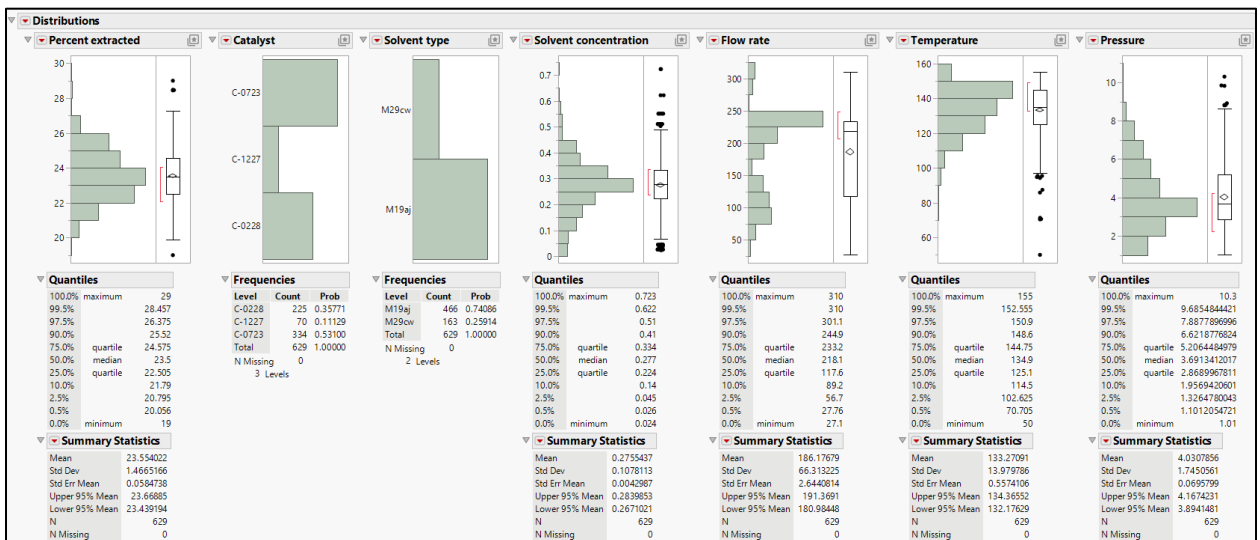 Distributions
Percent extracted
30
28
26
24
22
20
Quantiles
100.0% maximum 29
99.5% 28.457
97.5% 26.375
90.0% 25.52
75.0% quartile 24.575
50.0% median 23.5
25.0% quartile 22.505
10.0% 21.79
2.5% 20.795
0.5% 20.056
0.0% minimum 19
Summary Statistics
Mean 23.554022
Std Dev 1.4665166
Std Err Mean 0.0584738
Upper 95% Mean 23.66885
Lower 95% Mean 23.439194
N 629
N Missing 0
Catalyst
C-0723
C-1227
C-0228
Frequencies
Level Count Prob
C-0228 225 0.35771
C-1227 70 0.11129
C-0723 334 0.53100
Total 629 1.00000
N Missing 0
3 Levels
Solvent type
M29cw
M19aj
Frequencies
Level Count Prob
M19aj 466 0.74086
M29cw 163 0.25914
Total 629 1.00000
N Missing 0
2 Levels
Solvent concentration
0.7
0.6
0.5
0.4
0.3
0.2
0.1
0
Quantiles
100.0% maximum 0.723
99.5% 0.622
97.5% 0.51
90.0% 0.41
75.0% quartile 0.334
50.0% median 0.277
25.0% quartile 0.224
10.0% 0.14
2.5% 0.045
0.5% 0.026
0.0% minimum 0.024
Summary Statistics
Mean 0.2755437
Std Dev 0.1078113
Std Err Mean 0.0042987
Upper 95% Mean 0.2839853
Lower 95% Mean 0.2671021
N 629
N Missing 0
Flow rate
300
250
200
150
100
50
Quantiles
100.0% maximum 310
99.5% 310
97.5% 301.1
90.0% 244.9
75.0% quartile 233.2
50.0% median 218.1
25.0% quartile 117.6
10.0% 89.2
2.5% 56.7
0.5% 27.76
0.0% minimum 27.1
Summary Statistics
Mean 186.17679
Std Dev 66.313225
Std Err Mean 2.6440814
Upper 95% Mean 191.3691
Lower 95% Mean 180.98448
N 629
N Missing 0
Temperature
160
140
120
100
80
60
Quantiles
100.0% maximum 155
99.5% 152.555
97.5% 150.9
90.0% 148.6
75.0% quartile 144.75
50.0% median 134.9
25.0% quartile 125.1
10.0% 114.5
2.5% 102.625
0.5% 70.705
0.0% minimum 50
Summary Statistics
Mean 133.27091
Std Dev 13.979786
Std Err Mean 0.5574106
Upper 95% Mean 134.36552
Lower 95% Mean 132.17629
N 629
N Missing 0
Pressure
10
8
6
4
2
Quantiles
100.0% maximum 10.3
99.5% 9.6854844421
97.5% 7.8877896996
90.0% 6.6218776824
75.0% quartile 5.2064484979
50.0% median 3.6913412017
25.0% quartile 2.8689967811
10.0% 1.9569420601
2.5% 1.3264780043
0.5% 1.1012054721
0.0% minimum 1.01
Summary Statistics
Mean 4.0307856
Std Dev 1.7450561
Std Err Mean 0.0695799
Upper 95% Mean 4.1674231
Lower 95% Mean 3.8941481
N 629
N Missing 0